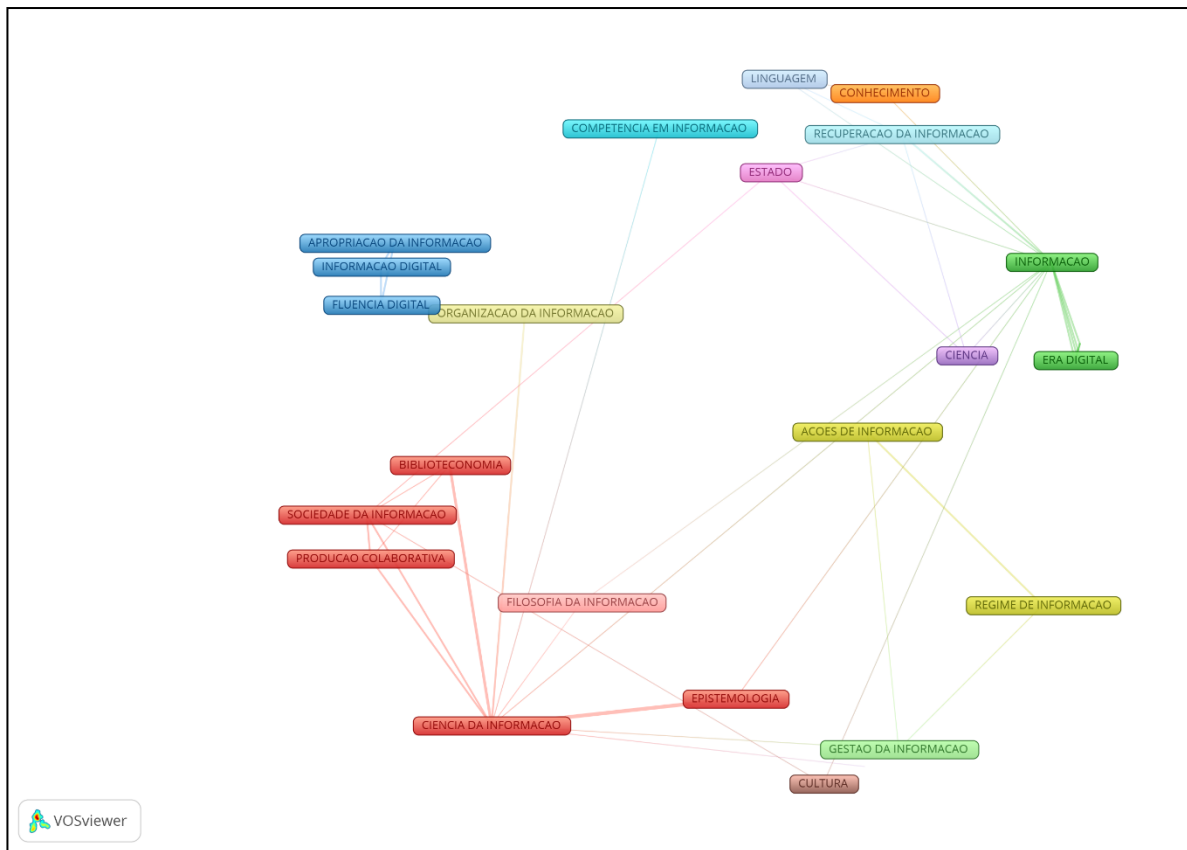 LINGUAGEM
CONHECIMENTO
COMPETENCIA EM INFORMACAO
RECUPERACAO DA INFORMACAO
ESTADO
APROPRIACAO DA INFORMACAO
INFORMACAO DIGITAL
INFORMACAO
FLUENCIA DIGITAL
ORGANIZACAO DA INFORMACAO
CIENCIA
ERA DIGITAL
ACOES DE INFORMACAO
BIBLIOTECONOMIA
SOCIEDADE DA INFORMACAO
PRODUCAO COLABORATIVA
FILOSOFIA DA INFORMACAO
REGIME DE INFORMACAO
EPISTEMOLOGIA
CIENCIA DA INFORMACAO
GESTAO DA INFORMACAO
CULTURA
VOSviewer